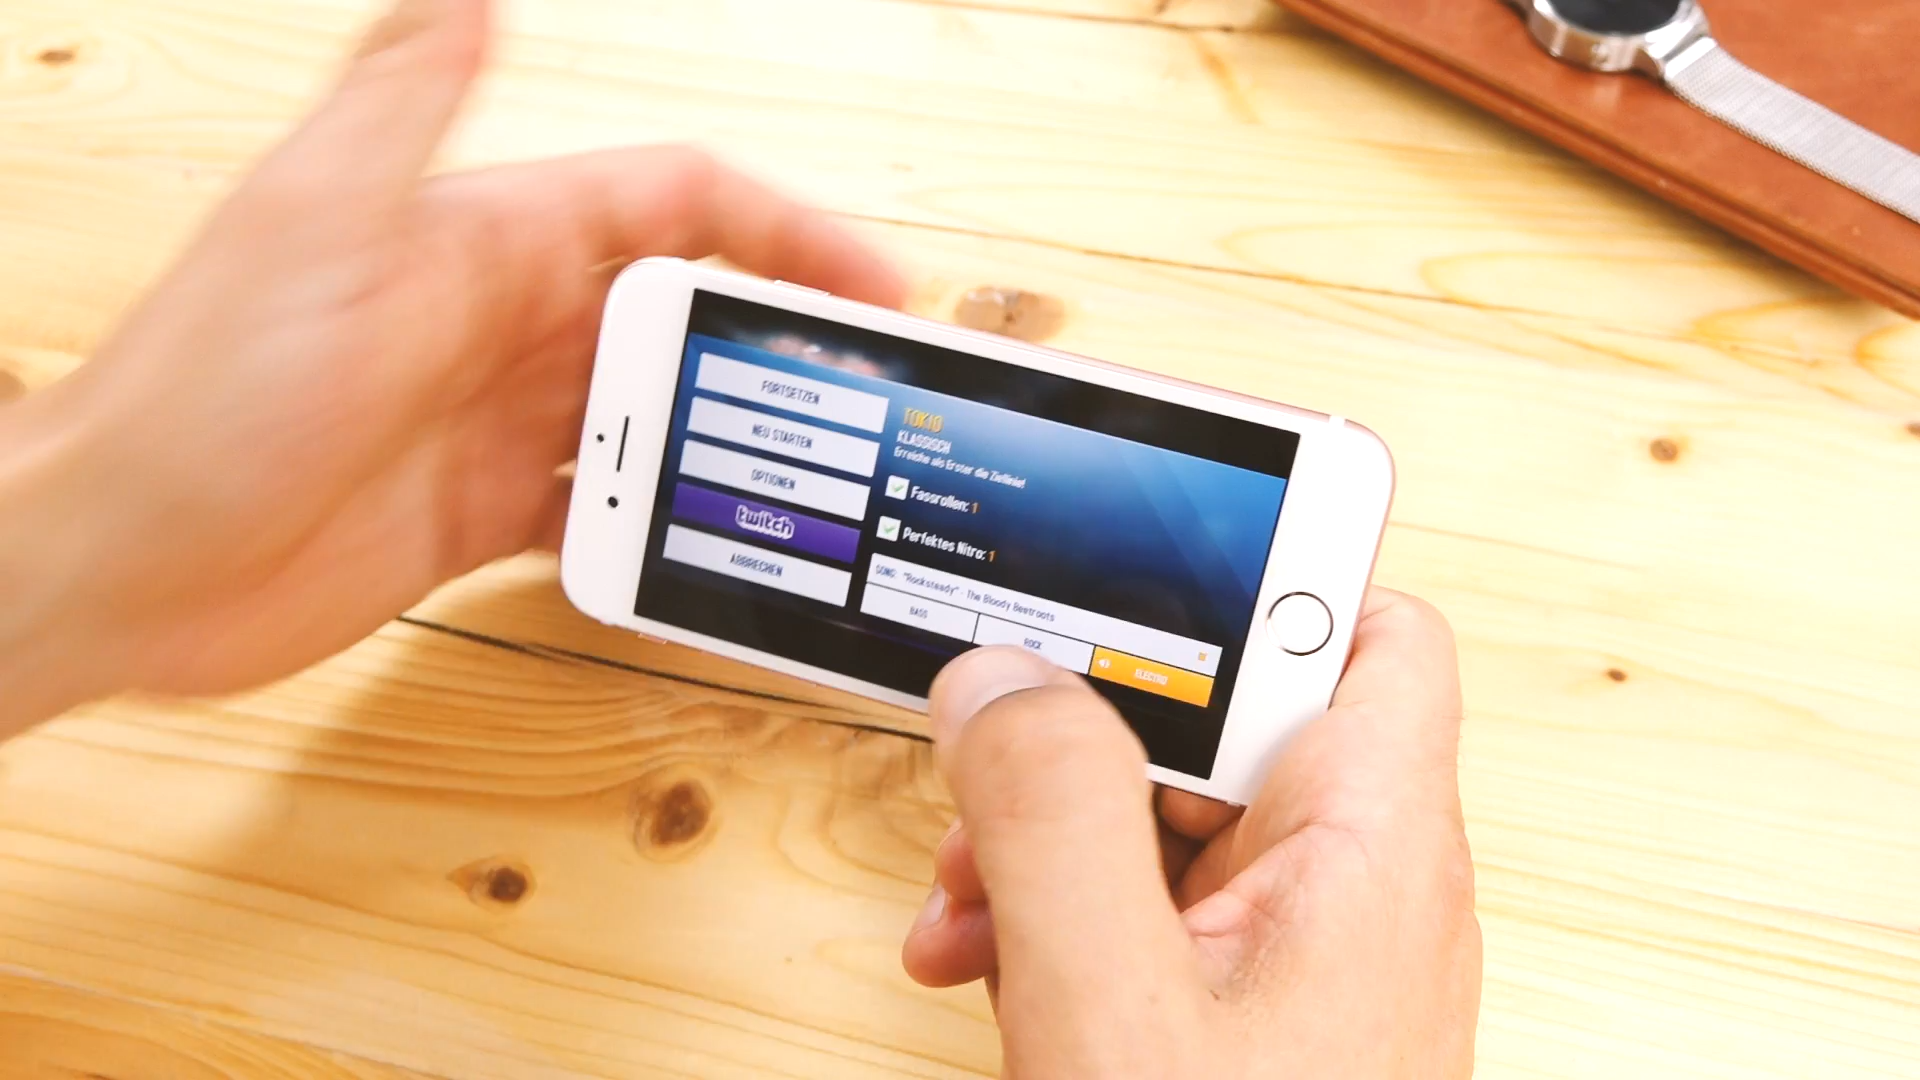 FORTSETZEN
NEU STARTEN
OPTIONEN
twitch
ABBRECHEN
TOKIO
KLASSISCH
Erreiche als Erster die Ziellinie!
Fassrollen: 1
Perfektes Nitro: 1
SONG: "Rocksteady" - The Bloody Beetroots
BASS
ROCK
ELECTRO